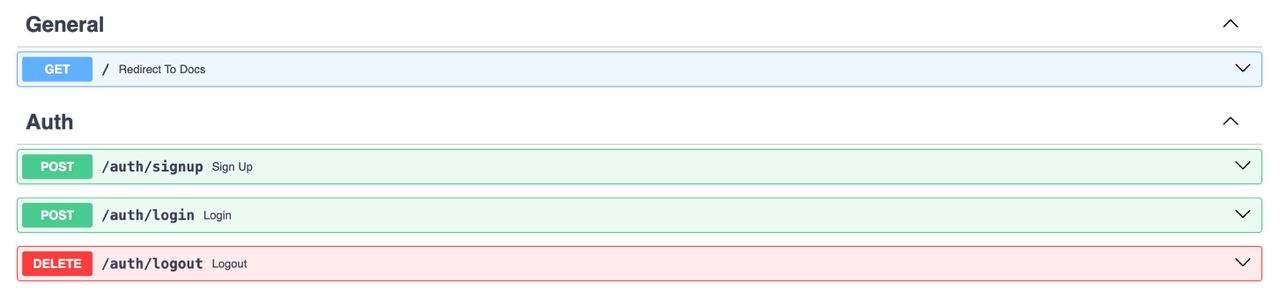 General
GET / Redirect To Docs
Auth
POST /auth/signup Sign Up
POST /auth/login Login
DELETE /auth/logout Logout